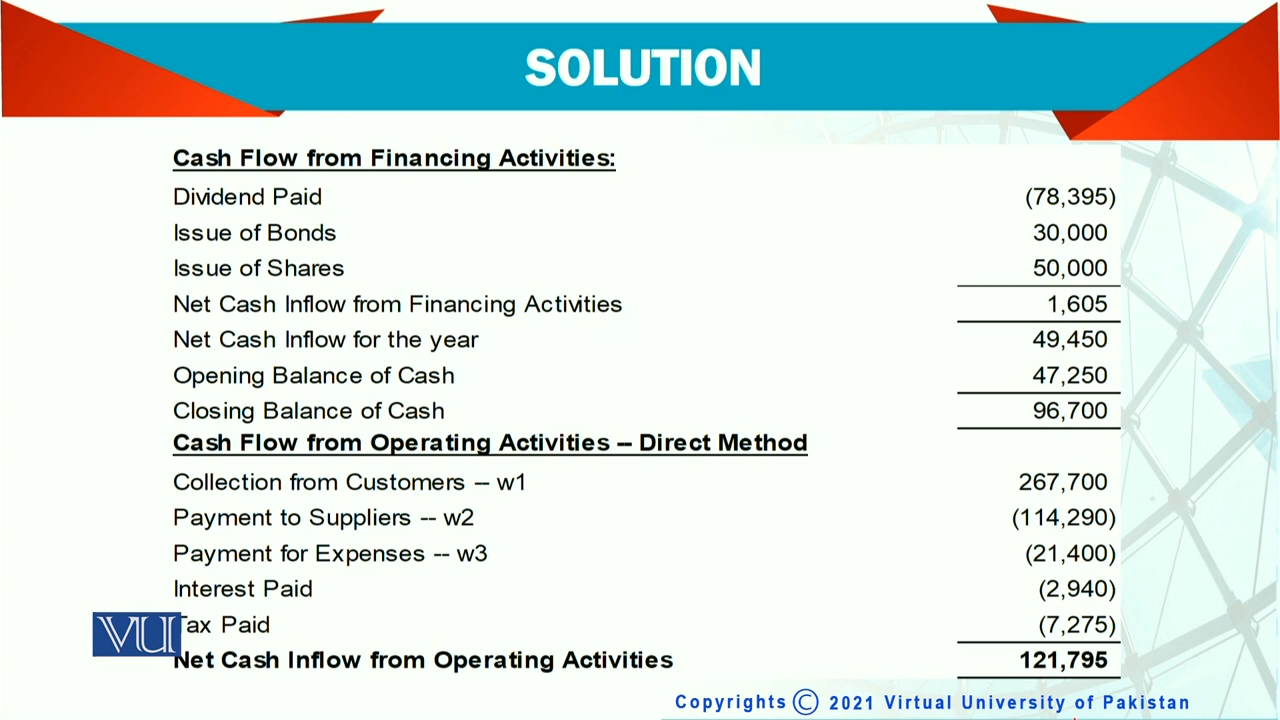 SOLUTION
Cash Flow from Financing Activities:
Dividend Paid (78,395)
Issue of Bonds 30,000
Issue of Shares 50,000
Net Cash Inflow from Financing Activities 1,605
Net Cash Inflow for the year 49,450
Opening Balance of Cash 47,250
Closing Balance of Cash 96,700
Cash Flow from Operating Activities -- Direct Method
Collection from Customers -- w1 267,700
Payment to Suppliers -- w2 (114,290)
Payment for Expenses -- w3 (21,400)
Interest Paid (2,940)
VU Tax Paid (7,275)
Net Cash Inflow from Operating Activities 121,795
Copyrights © 2021 Virtual University of Pakistan